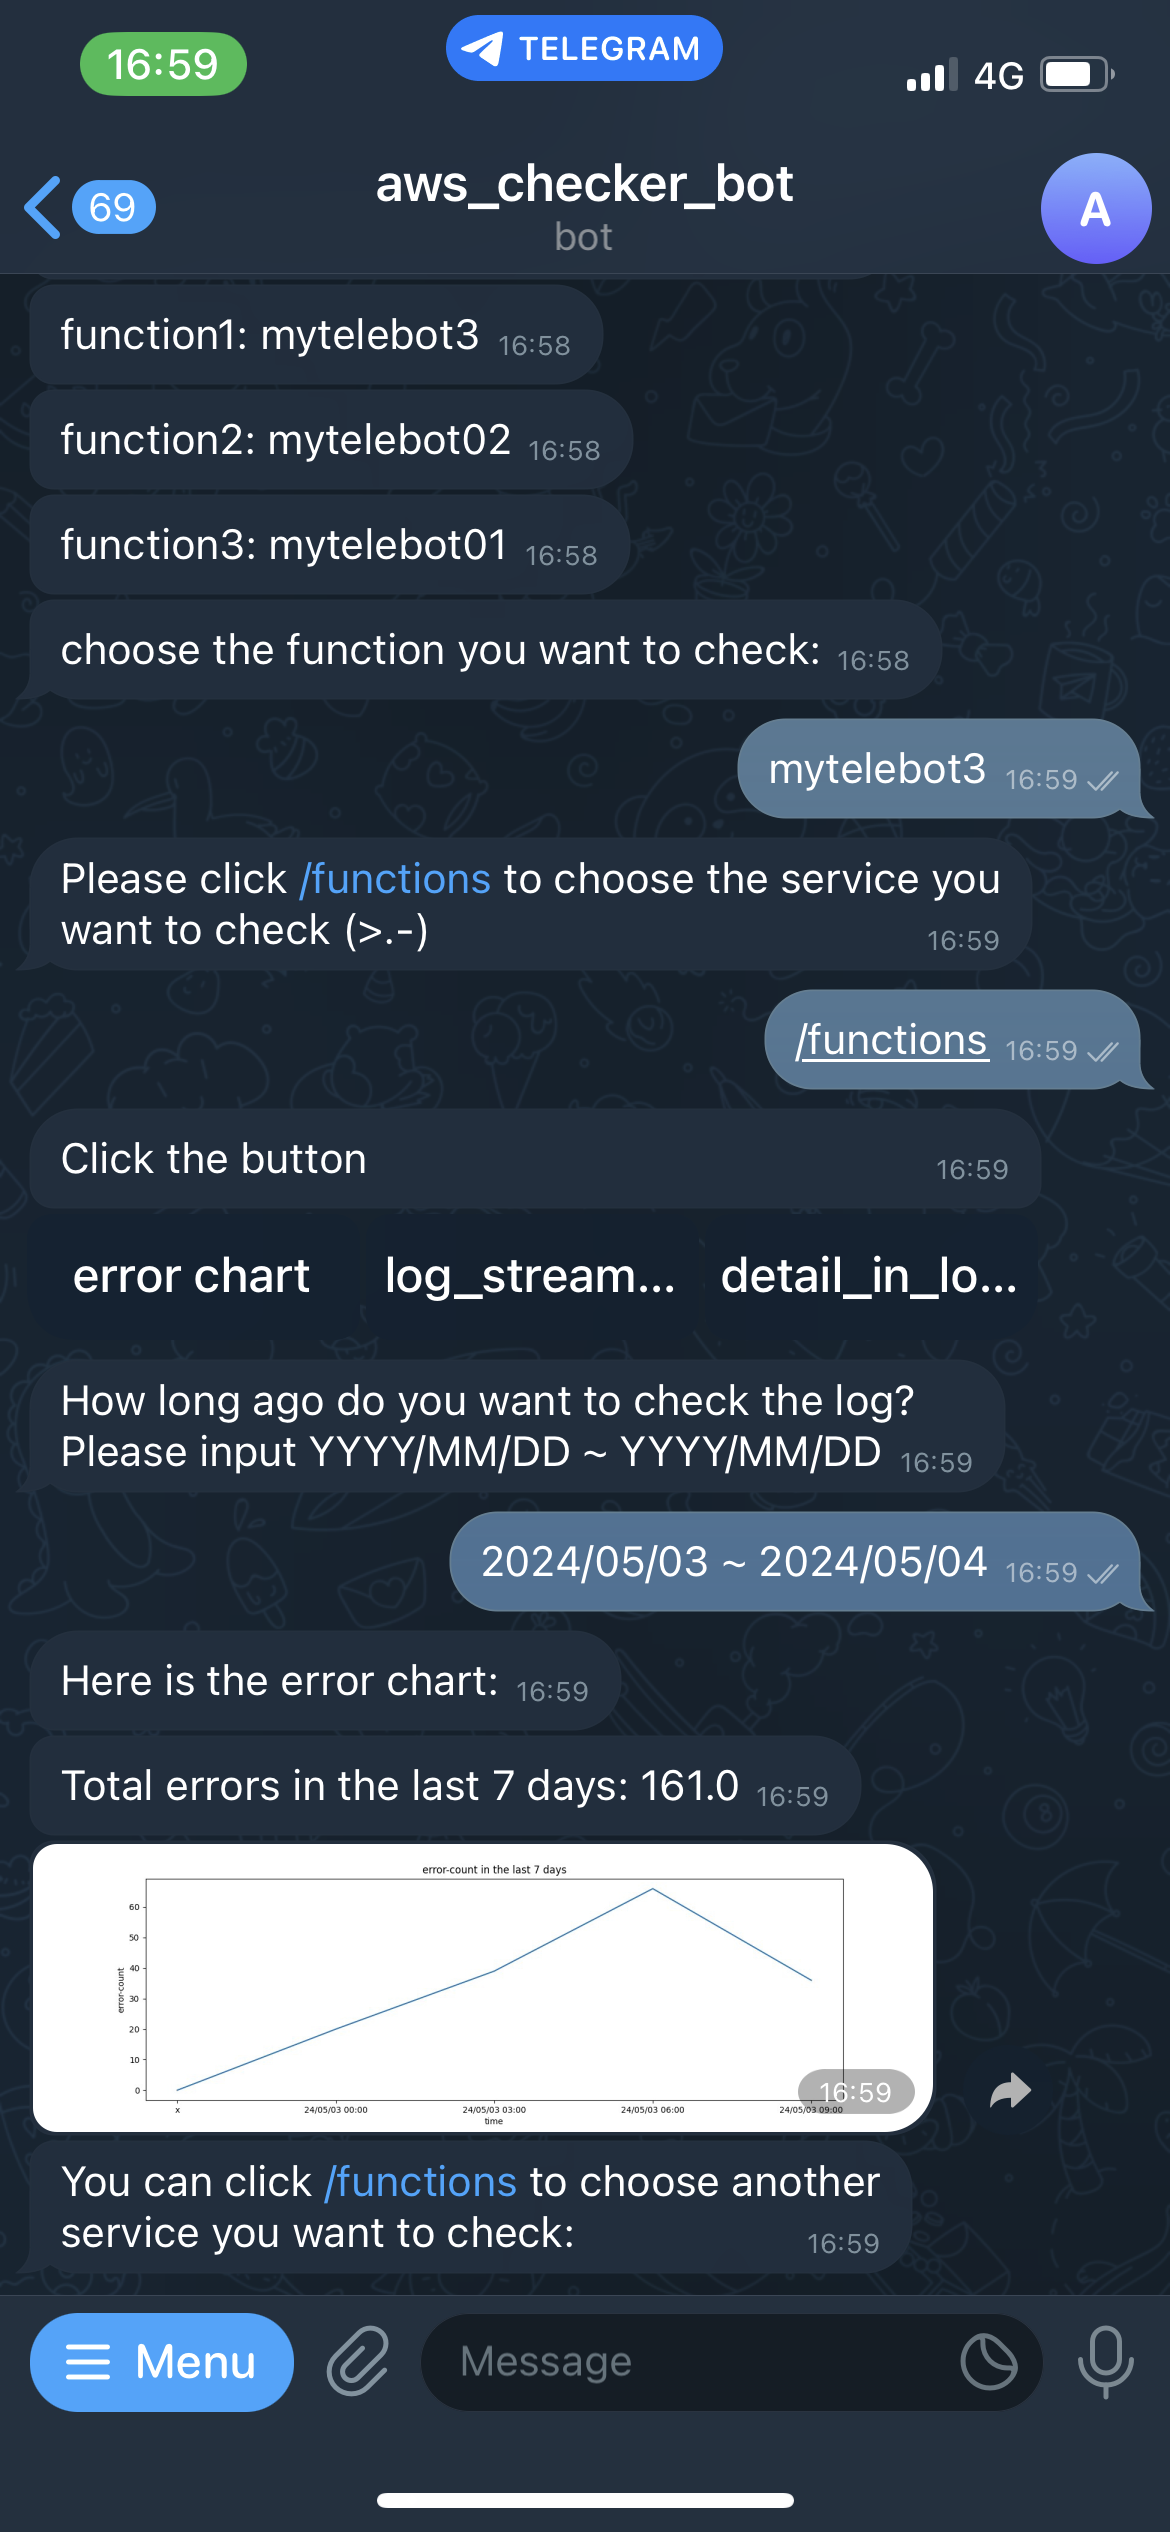 16:59
TELEGRAM
4G
69
aws_checker_bot
bot
A
function1: mytelebot3 16:58
function2: mytelebot02 16:58
function3: mytelebot01 16:58
choose the function you want to check: 16:58
mytelebot3 16:59
Please click /functions to choose the service you
want to check (>.-) 16:59
/functions 16:59
Click the button 16:59
error chart log_stream... detail_in_lo...
How long ago do you want to check the log?
Please input YYYY/MM/DD ~ YYYY/MM/DD 16:59
2024/05/03 ~ 2024/05/04 16:59
Here is the error chart: 16:59
Total errors in the last 7 days: 161.0 16:59
error-count in the last 7 days
error-count
60
50
40
30
20
10
0
x 24/05/03 00:00 24/05/03 03:00 24/05/03 06:00 24/05/03 09:00
time
16:59
You can click /functions to choose another
service you want to check: 16:59
Menu
Message